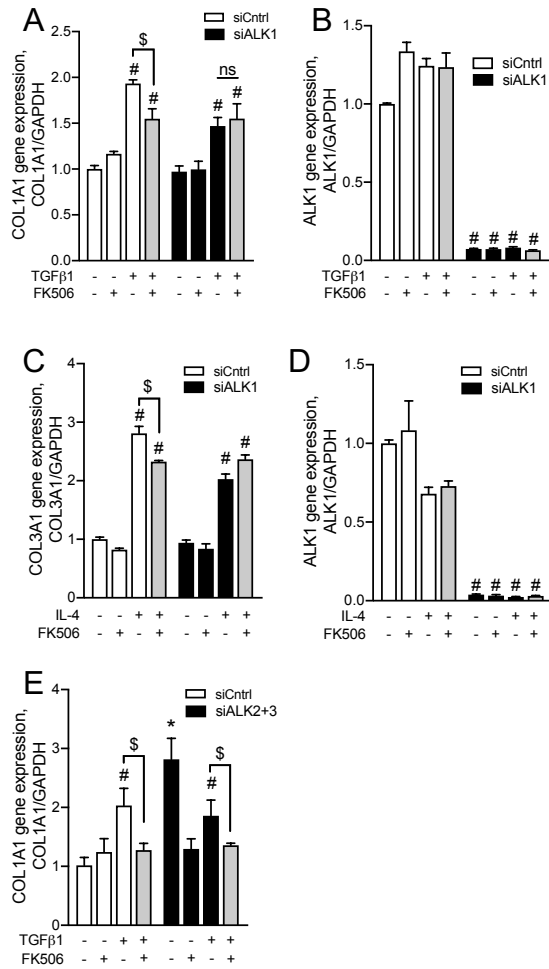 A
siCntrl
siALK1
COL1A1 gene expression,
COL1A1/GAPDH
2.5
2.0
1.5
1.0
0.5
0.0
$
ns
# # # #
TGFβ1 - - + + - - + +
FK506 - + - + - + - +
B
siCntrl
siALK1
ALK1 gene expression,
ALK1/GAPDH
1.5
1.0
0.5
0.0
# # # #
TGFβ1 - - + + - - + +
FK506 - + - + - + - +
C
siCntrl
siALK1
COL3A1 gene expression,
COL3A1/GAPDH
4
3
2
1
0
$
# # # #
IL-4 - - + + - - + +
FK506 - + - + - + - +
D
siCntrl
siALK1
ALK1 gene expression,
ALK1/GAPDH
1.5
1.0
0.5
0.0
# # # #
IL-4 - - + + - - + +
FK506 - + - + - + - +
E
siCntrl
siALK2+3
COL1A1 gene expression,
COL1A1/GAPDH
4
3
2
1
0
$ * $
# #
TGFβ1 - - + + - - + +
FK506 - + - + - + - +